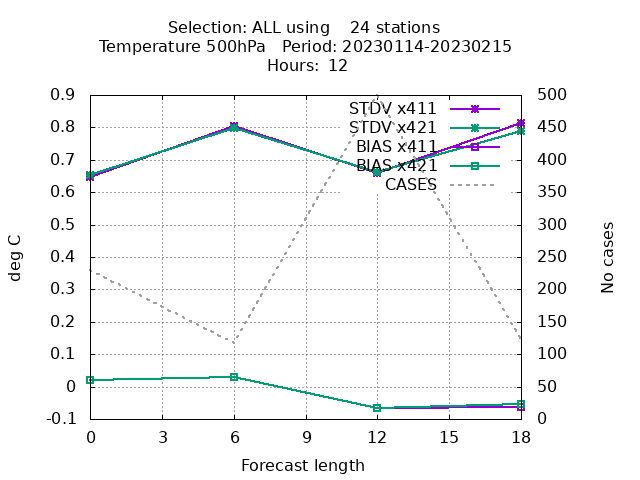 Selection: ALL using    24 stations
Temperature 500hPa   Period: 20230114-20230215
Hours: 12
0.9
0.8
0.7
0.6
0.5
0.4
0.3
0.2
0.1
0
-0.1
500
450
400
350
300
250
200
150
100
50
0
STDV x411
STDV x421
BIAS x411
BIAS x421
CASES
deg C
No cases
0 3 6 9 12 15 18
Forecast length